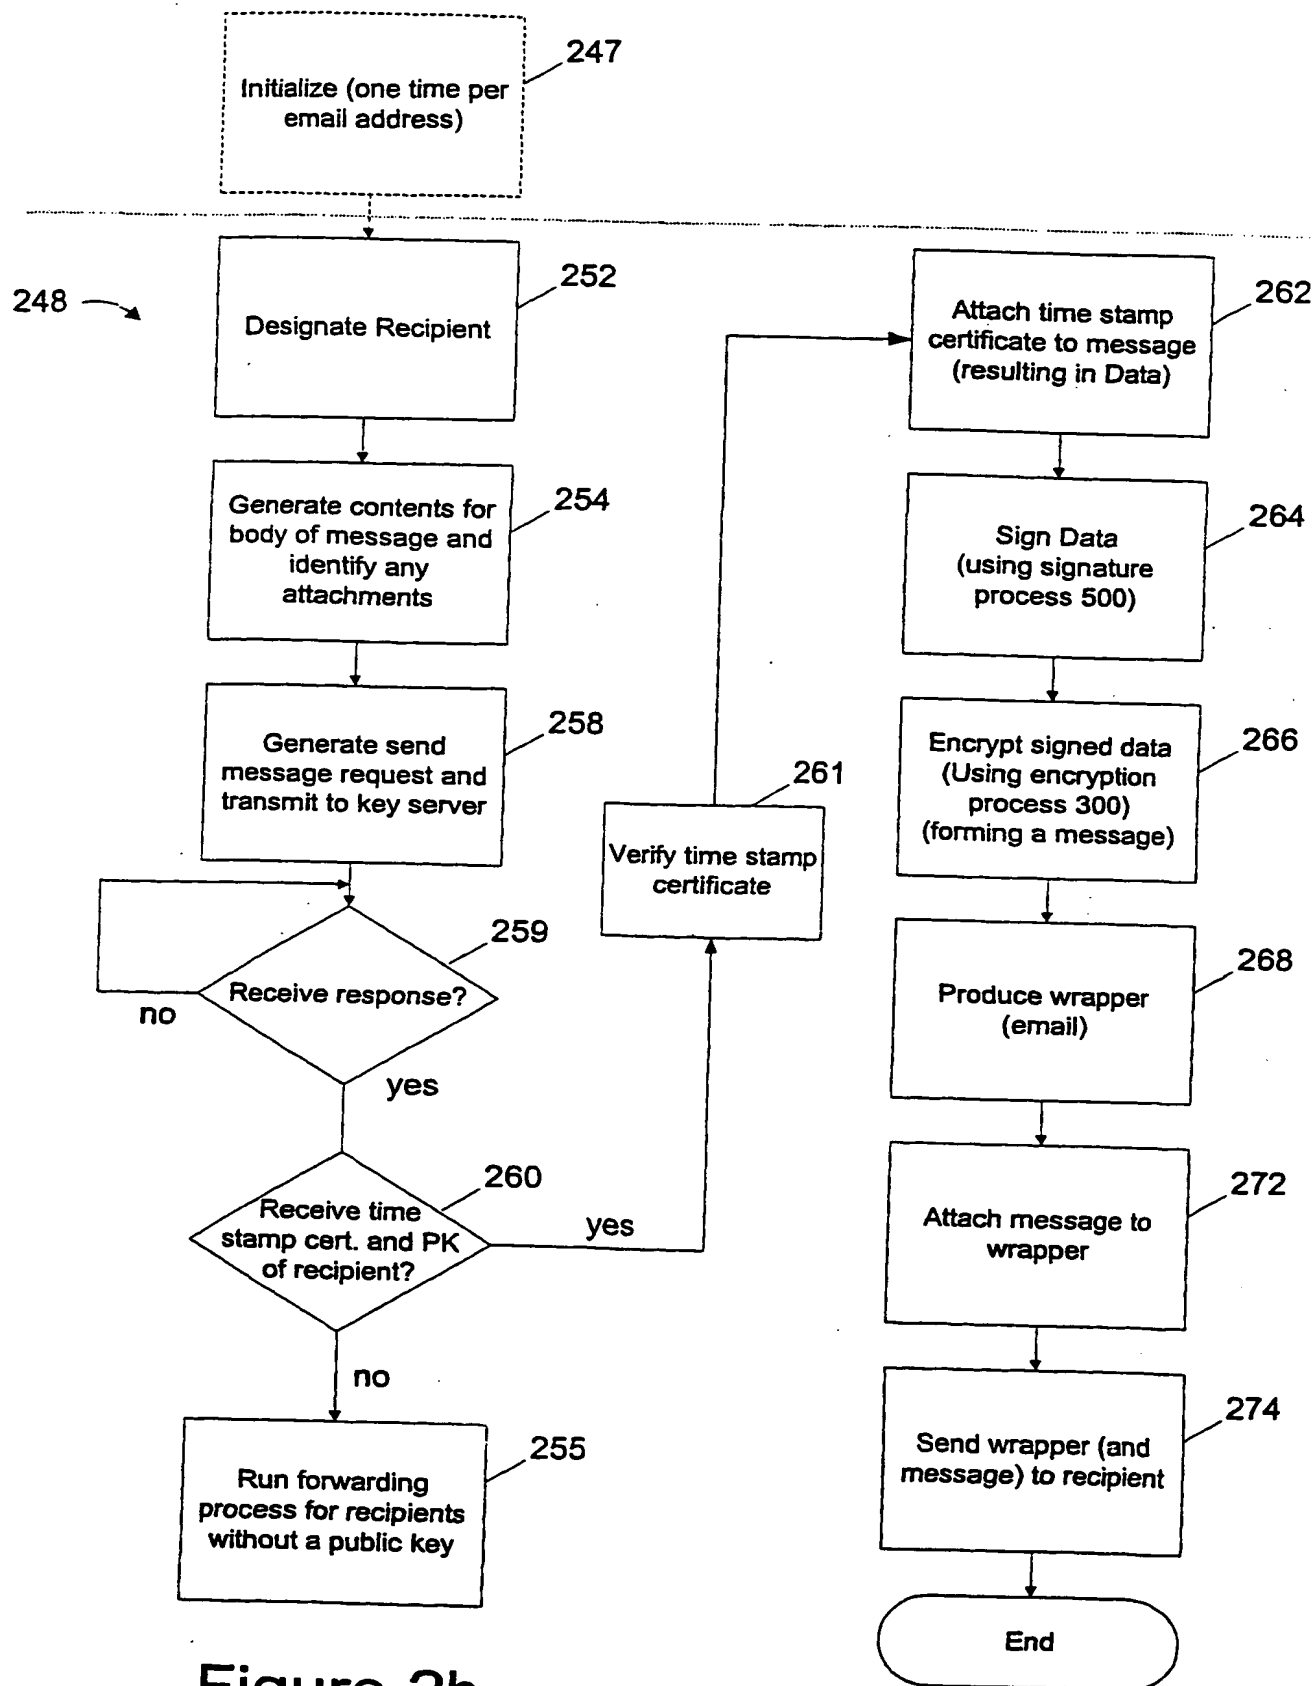 247
Initialize (one time per
email address)
248
252
Designate Recipient
254
Generate contents for
body of message and
identify any
attachments
258
Generate send
message request and
transmit to key server
259
Receive response?
no
yes
260
Receive time
stamp cert. and PK
of recipient?
yes
no
255
Run forwarding
process for recipients
without a public key
261
Verify time stamp
certificate
262
Attach time stamp
certificate to message
(resulting in Data)
264
Sign Data
(using signature
process 500)
266
Encrypt signed data
(Using encryption
process 300)
(forming a message)
268
Produce wrapper
(email)
272
Attach message to
wrapper
274
Send wrapper (and
message) to recipient
End